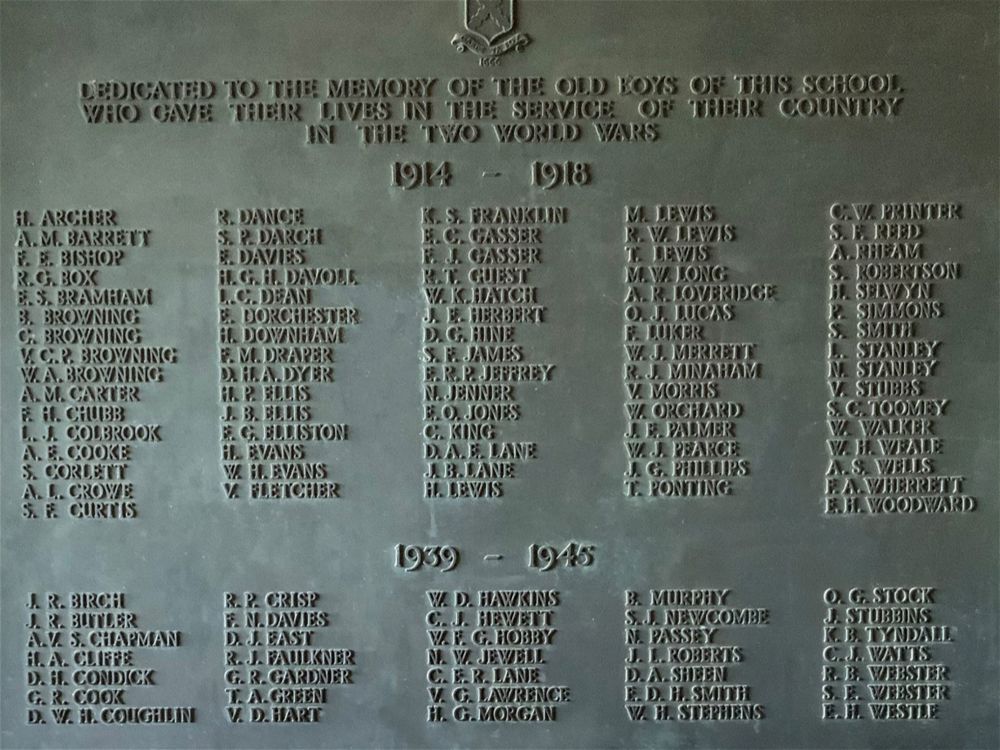 1666
DEDICATED TO THE MEMORY OF THE OLD BOYS OF THIS SCHOOL
WHO GAVE THEIR LIVES IN THE SERVICE OF THEIR COUNTRY
IN THE TWO WORLD WARS
1914 - 1918
H. ARCHER
A. M. BARRETT
F. E. BISHOP
R. G. BOX
E. S. BRAMHAM
B. BROWNING
C. BROWNING
V. C. P. BROWNING
W. A. BROWNING
A. M. CARTER
F. H. CHUBB
L. J. COLBROOK
A. E. COOKE
S. CORLETT
A. L. CROWE
S. F. CURTIS
R. DANCE
S. P. DARCH
E. DAVIES
H. G. H. DAVOLL
L. C. DEAN
E. DORCHESTER
H. DOWNHAM
F. M. DRAPER
D. H. A. DYER
H. P. ELLIS
J. B. ELLIS
E. G. ELLISTON
H. EVANS
W. H. EVANS
V. FLETCHER
K. S. FRANKLIN
E. C. GASSER
E. J. GASSER
R. T. GUEST
W. K. HATCH
J. E. HERBERT
D. G. HINE
S. F. JAMES
E. R. P. JEFFREY
N. JENNER
E. O. JONES
C. KING
D. A. E. LANE
J. B. LANE
H. LEWIS
M. LEWIS
R. W. LEWIS
T. LEWIS
M. W. LONG
A. R. LOVERIDGE
O. J. LUCAS
F. LUKER
W. J. MERRETT
R. J. MINAHAM
V. MORRIS
W. ORCHARD
J. E. PALMER
W. J. PEARCE
J. G. PHILLIPS
T. PONTING
C. W. PRINTER
S. F. REED
A. RHEAM
S. ROBERTSON
H. SELWYN
P. SIMMONS
S. SMITH
L. STANLEY
N. STANLEY
V. STUBBS
S. C. TOOMEY
W. WALKER
W. H. WEALE
A. S. WELLS
F. A. WHERRETT
E. H. WOODWARD
1939 - 1945
J. R. BIRCH
J. R. BUTLER
A. V. S. CHAPMAN
H. A. CLIFFE
D. H. CONDICK
G. R. COOK
D. W. H. COUGHLIN
R. P. CRISP
F. N. DAVIES
D. J. EAST
R. J. FAULKNER
G. R. GARDNER
T. A. GREEN
V. D. HART
W. D. HAWKINS
C. J. HEWETT
W. F. G. HOBBY
N. W. JEWELL
C. E. R. LANE
V. G. LAWRENCE
H. G. MORGAN
B. MURPHY
S. J. NEWCOMBE
N. PASSEY
J. L. ROBERTS
D. A. SHEEN
E. D. H. SMITH
W. H. STEPHENS
O. G. STOCK
J. STUBBINS
K. B. TYNDALL
C. J. WATTS
R. B. WEBSTER
S. E. WEBSTER
E. H. WESTLE